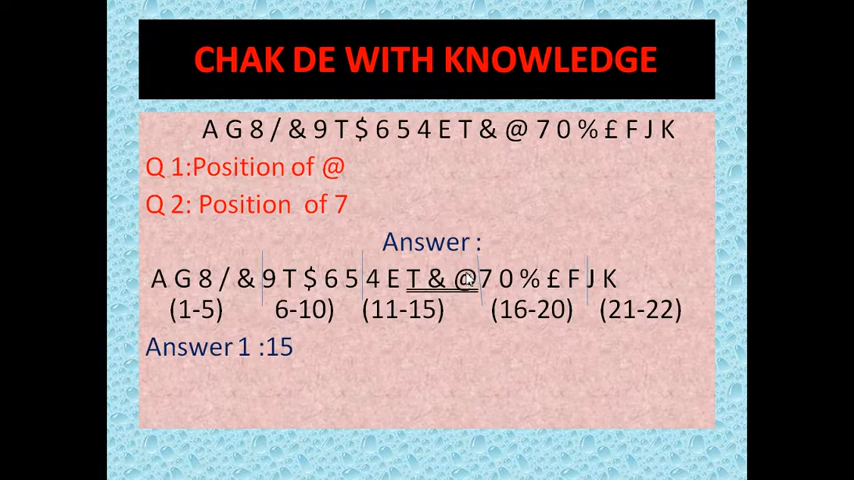 CHAK DE WITH KNOWLEDGE
A G 8 / & 9 T $ 6 5 4 E T & @ 7 0 % £ F J K
Q 1:Position of @
Q 2: Position of 7
Answer :
A G 8 / & 9 T $ 6 5 4 E T & @ 7 0 % £ F J K
(1-5) 6-10) (11-15) (16-20) (21-22)
Answer 1 :15